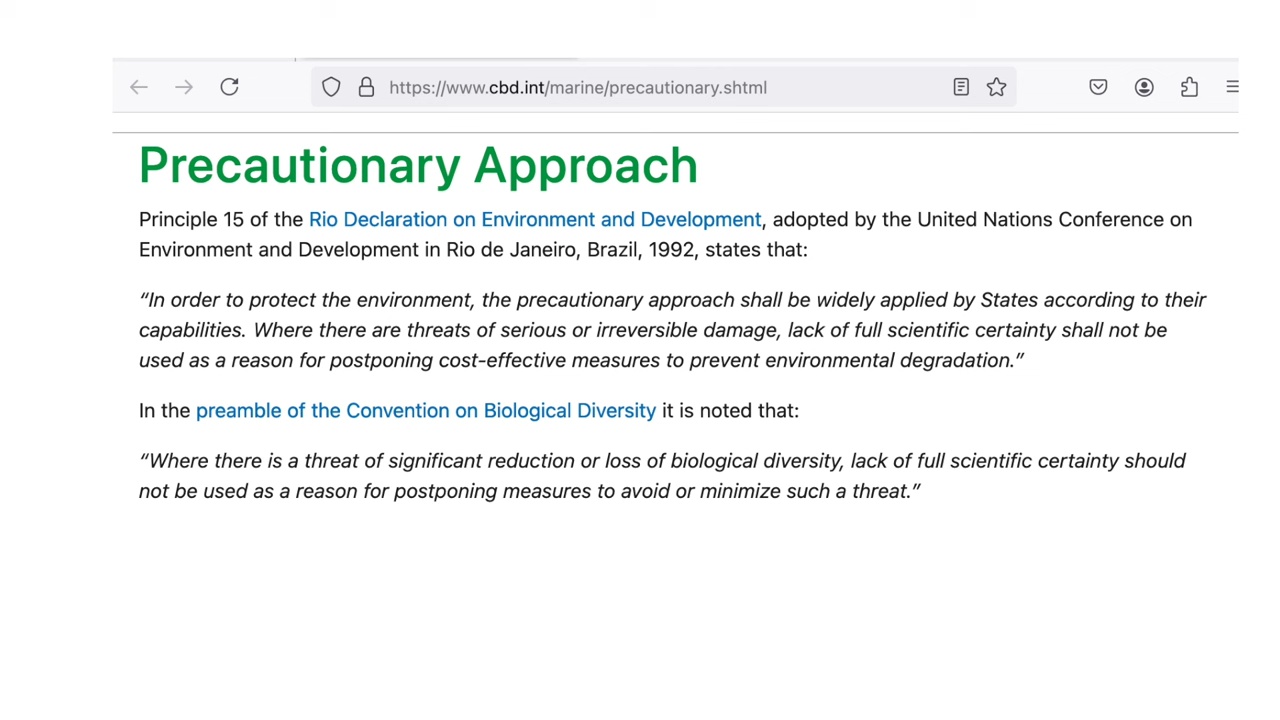 https://www.cbd.int/marine/precautionary.shtml
Precautionary Approach
Principle 15 of the Rio Declaration on Environment and Development, adopted by the United Nations Conference on
Environment and Development in Rio de Janeiro, Brazil, 1992, states that:
“In order to protect the environment, the precautionary approach shall be widely applied by States according to their
capabilities. Where there are threats of serious or irreversible damage, lack of full scientific certainty shall not be
used as a reason for postponing cost-effective measures to prevent environmental degradation.”
In the preamble of the Convention on Biological Diversity it is noted that:
“Where there is a threat of significant reduction or loss of biological diversity, lack of full scientific certainty should
not be used as a reason for postponing measures to avoid or minimize such a threat.”